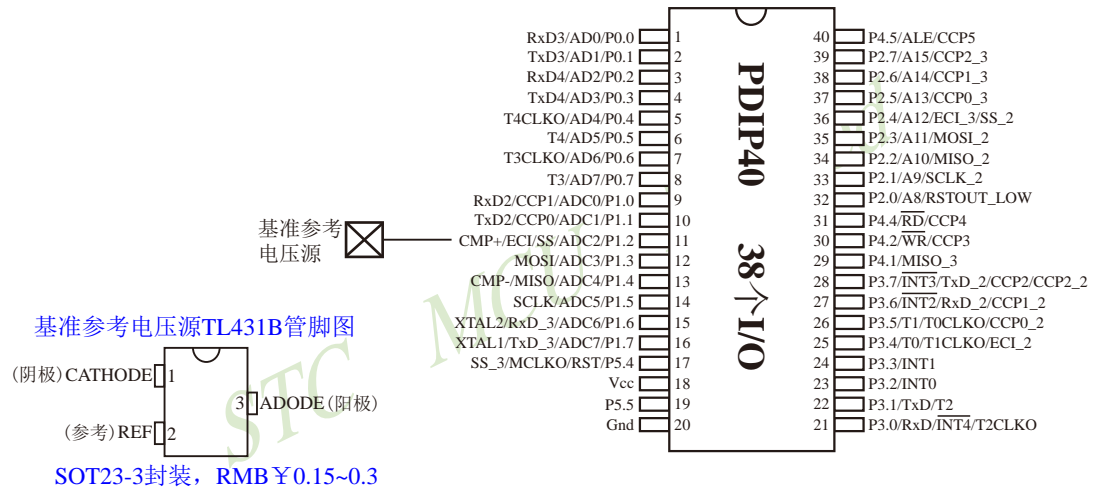 RxD3/AD0/P0.0 1
TxD3/AD1/P0.1 2
RxD4/AD2/P0.2 3
TxD4/AD3/P0.3 4
T4CLKO/AD4/P0.4 5
T4/AD5/P0.5 6
T3CLKO/AD6/P0.6 7
T3/AD7/P0.7 8
RxD2/CCP1/ADC0/P1.0 9
TxD2/CCP0/ADC1/P1.1 10
CMP+/ECI/SS/ADC2/P1.2 11
MOSI/ADC3/P1.3 12
CMP-/MISO/ADC4/P1.4 13
SCLK/ADC5/P1.5 14
XTAL2/RxD_3/ADC6/P1.6 15
XTAL1/TxD_3/ADC7/P1.7 16
SS_3/MCLKO/RST/P5.4 17
Vcc 18
P5.5 19
Gnd 20
PDIP40 38个I/O
40 P4.5/ALE/CCP5
39 P2.7/A15/CCP2_3
38 P2.6/A14/CCP1_3
37 P2.5/A13/CCP0_3
36 P2.4/A12/ECI_3/SS_2
35 P2.3/A11/MOSI_2
34 P2.2/A10/MISO_2
33 P2.1/A9/SCLK_2
32 P2.0/A8/RSTOUT_LOW
31 P4.4/RD/CCP4
30 P4.2/WR/CCP3
29 P4.1/MISO_3
28 P3.7/INT3/TxD_2/CCP2/CCP2_2
27 P3.6/INT2/RxD_2/CCP1_2
26 P3.5/T1/T0CLKO/CCP0_2
25 P3.4/T0/T1CLKO/ECI_2
24 P3.3/INT1
23 P3.2/INT0
22 P3.1/TxD/T2
21 P3.0/RxD/INT4/T2CLKO
基准参考
电压源
基准参考电压源TL431B管脚图
(阴极)CATHODE 1
3 ADODE(阳极)
(参考)REF 2
SOT23-3封装，RMB￥0.15~0.3
STC MCU